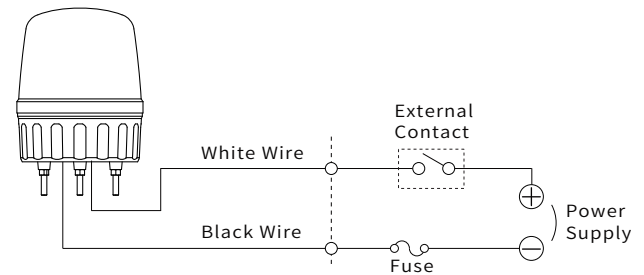 External
Contact
White Wire
Power
Supply
Black Wire
Fuse